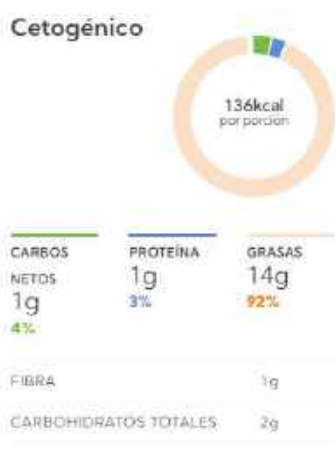 Cetogénico
136kcal
por porción
CARBOS
NETOS
1g
4%
PROTEÍNA
1g
3%
GRASAS
14g
92%
FIBRA 1g
CARBOHIDRATOS TOTALES 2g